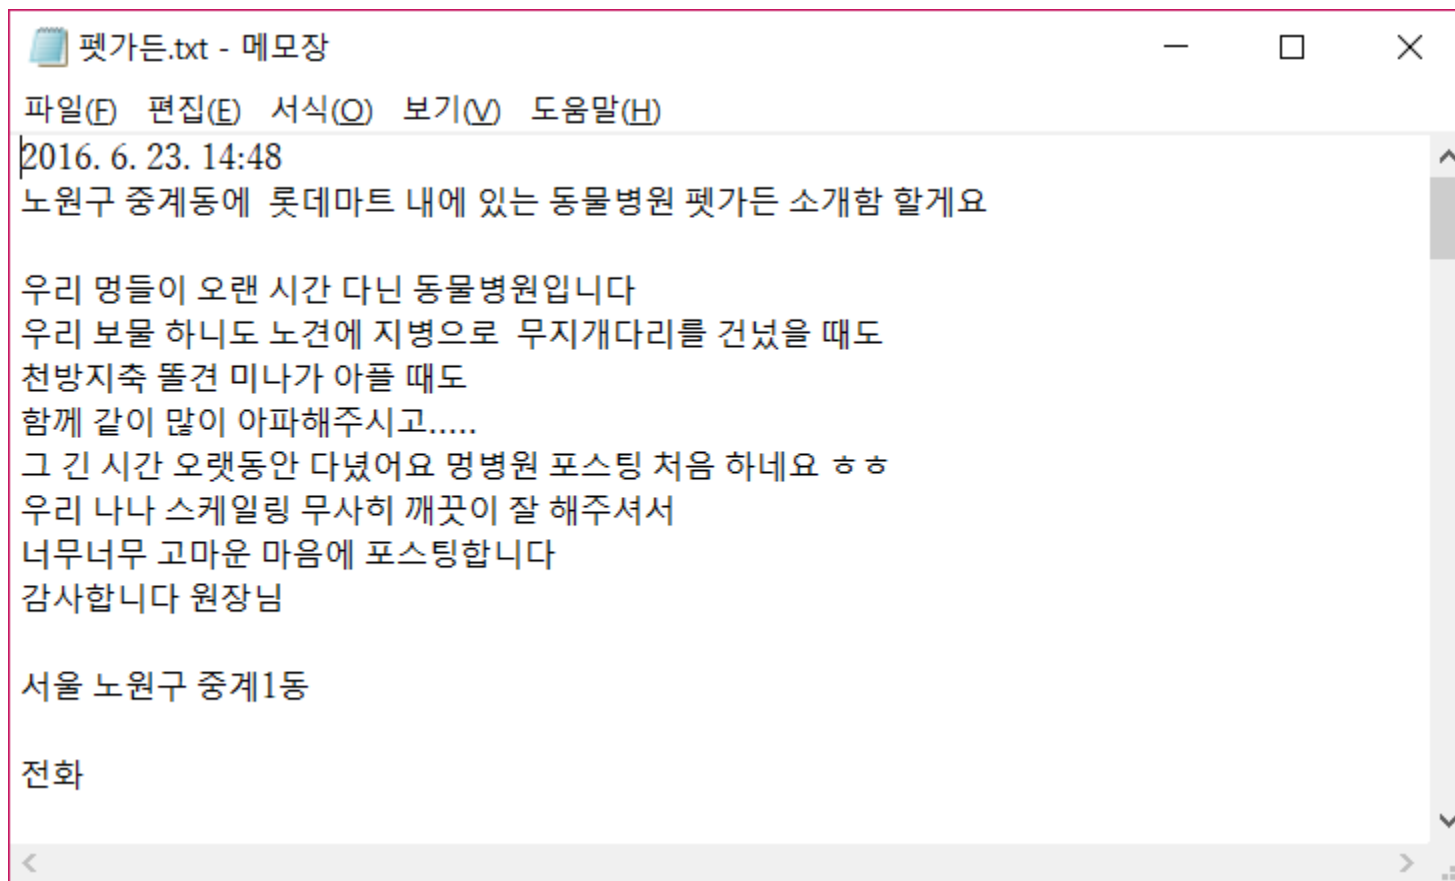 펫가든.txt - 메모장
파일(F) 편집(E) 서식(O) 보기(V) 도움말(H)
2016. 6. 23. 14:48
노원구 중계동에  롯데마트 내에 있는 동물병원 펫가든 소개함 할게요
우리 멍들이 오랜 시간 다닌 동물병원입니다
우리 보물 하니도 노견에 지병으로  무지개다리를 건넜을 때도
천방지축 똘견 미나가 아플 때도
함께 같이 많이 아파해주시고.....
그 긴 시간 오랫동안 다녔어요 멍병원 포스팅 처음 하네요 ㅎㅎ
우리 나나 스케일링 무사히 깨끗이 잘 해주셔서
너무너무 고마운 마음에 포스팅합니다
감사합니다 원장님
서울 노원구 중계1동
전화